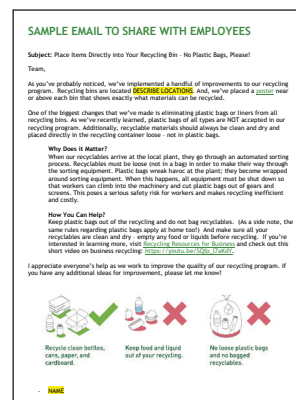 SAMPLE EMAIL TO SHARE WITH EMPLOYEES
Subject: Place Items Directly into Your Recycling Bin – No Plastic Bags, Please!
Team,
As you've probably noticed, we've implemented a handful of improvements to our recycling
program. Recycling bins are located DESCRIBE LOCATIONS. And, we've placed a poster near
or above each bin that shows exactly what materials can be recycled.
One of the biggest changes that we've made is eliminating plastic bags or liners from all
recycling bins. As we've recently learned, plastic bags of all types are NOT accepted in our
recycling program. Additionally, recyclable materials should always be clean and dry and
placed directly in the recycling container loose - not in plastic bags.
Why Does it Matter?
When our recyclables arrive at the local plant, they go through an automated sorting
process. Recyclables must be loose (not in a bag) in order to make their way through
the sorting equipment. Plastic bags wreak havoc at the plant; they become wrapped
around sorting equipment. When this happens, all equipment must be shut down so
that workers can climb into the machinery and cut plastic bags out of gears and
screens. This poses a serious safety risk for workers and makes recycling inefficient
and costly.
How You Can Help?
Keep plastic bags out of the recycling and do not bag recyclables. (As a side note, the
same rules regarding plastic bags apply at home too!) And make sure all your
recyclables are clean and dry – empty any food or liquids before recycling. If you're
interested in learning more, visit Recycling Resources for Business and check out this
short video on business recycling:
I appreciate everyone's help as we work to improve the quality of our recycling program. If
you have any additional ideas for improvement, please let me know!
Recycle clean bottles, cans, paper, and cardboard.
Keep food and liquid out of your recycling.
No loose plastic bags and no bagged recyclables.
- NAME